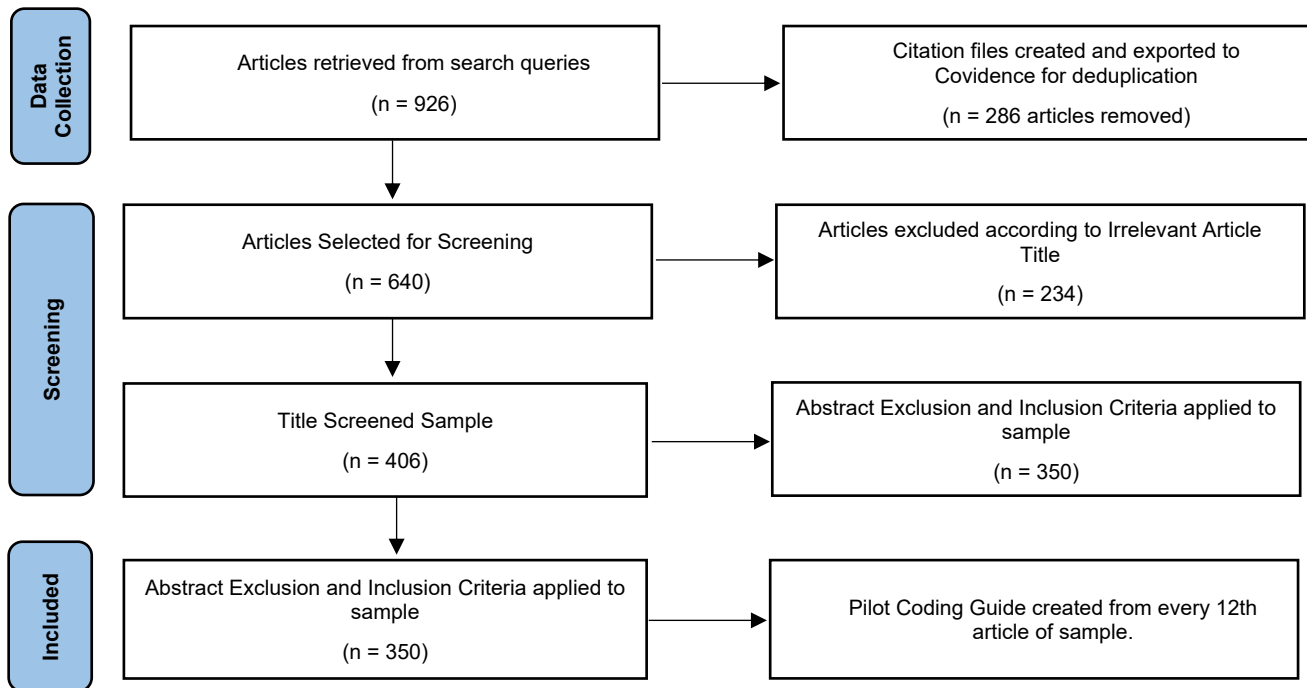 Data
Collection
Articles retrieved from search queries
(n = 926)
Citation files created and exported to
Covidence for deduplication
(n = 286 articles removed)
Screening
Articles Selected for Screening
(n = 640)
Articles excluded according to Irrelevant Article
Title
(n = 234)
Title Screened Sample
(n = 406)
Abstract Exclusion and Inclusion Criteria applied to
sample
(n = 350)
Included
Abstract Exclusion and Inclusion Criteria applied to
sample
(n = 350)
Pilot Coding Guide created from every 12th
article of sample.